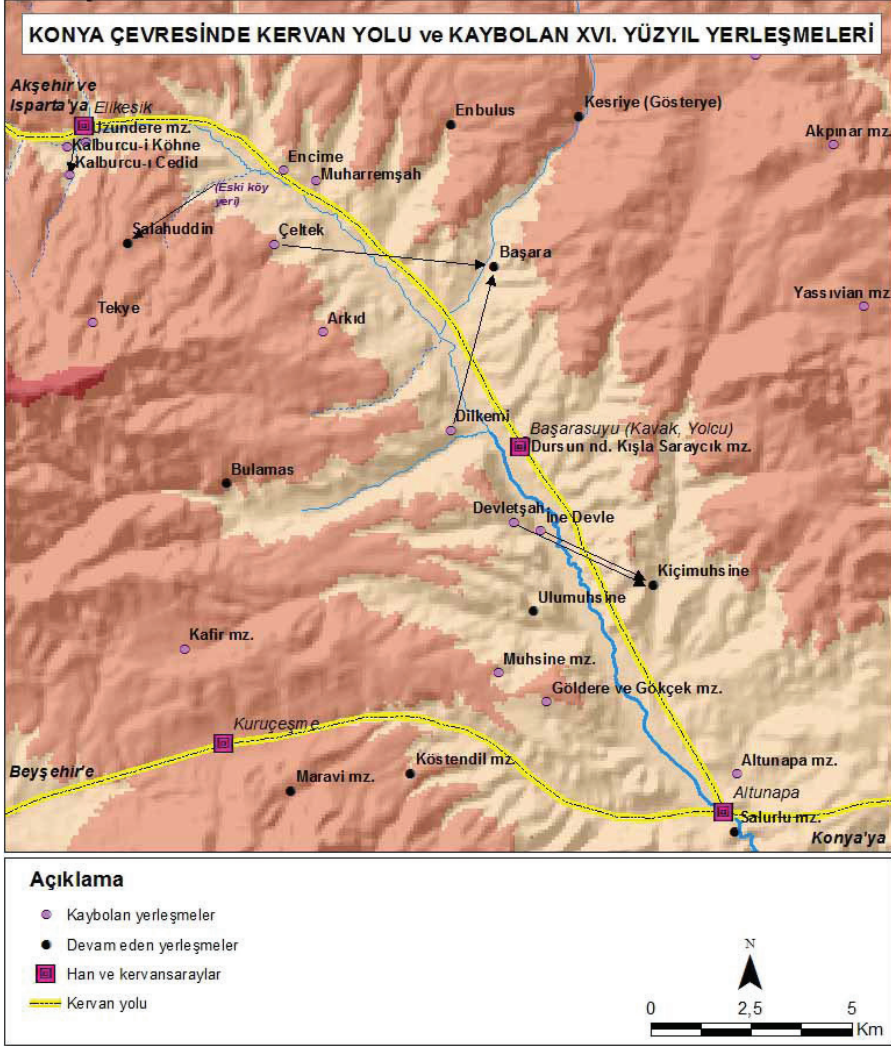 KONYA ÇEVRESİNDE KERVAN YOLU ve KAYBOLAN XVI. YÜZYIL YERLEŞMELERİ
Akşehir ve
Isparta'ya
Elikesik
Uzundere mz.
Kalburcu-i Köhne
Kalburcu-ı Cedid
Enbulus
Kesriye (Gösterye)
Akpınar mz.
Encime
Muharremşah
(Eski köy
yeri)
Salahuddin
Çeltek
Başara
Yassıvian mz.
Tekye
Arkıd
Dilkemi
Başarasuyu (Kavak, Yolcu)
Dursun nd. Kışla Saraycık mz.
Bulamas
Devletşah
İne Devle
Kiçimuhsine
Ulumuhsine
Kafir mz.
Muhsine mz.
Göldere ve Gökçek mz.
Kuruçeşme
Beyşehir'e
Köstendil mz.
Maravi mz.
Altunapa mz.
Altunapa
Salurlu mz.
Konya'ya
Açıklama
Kaybolan yerleşmeler
Devam eden yerleşmeler
Han ve kervansaraylar
Kervan yolu
N
0 2,5 5
Km